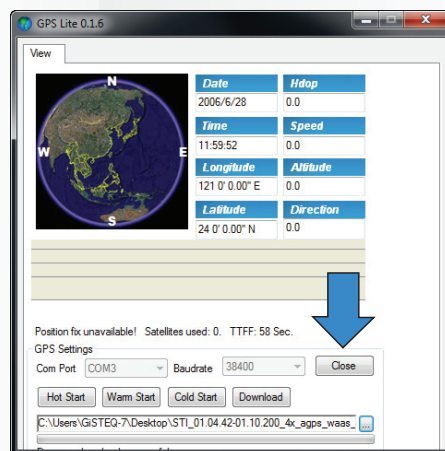 GPS Lite 0.1.6
View
N
W
E
S
Date Hdop
2006/6/28 0.0
Time Speed
11:59:52 0.0
Longitude Altitude
121 0' 0.00" E 0.0
Latitude Direction
24 0' 0.00" N 0.0
Position fix unavailable! Satellites used: 0. TTFF: 58 Sec.
GPS Settings
Com Port COM3 Baudrate 38400 Close
Hot Start Warm Start Cold Start Download
C:\Users\GiSTEQ-7\Desktop\STI_01.04.42-01.10.200_4x_agps_waas_ ...